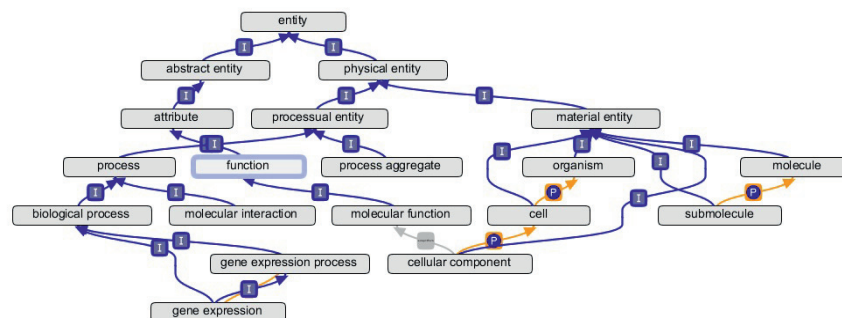 entity
I I
abstract entity physical entity
I I I
attribute processual entity material entity
I I I I I
process function process aggregate organism molecule
I I I P I P
biological process molecular interaction molecular function cell submolecule
I I P I
gene expression process cellular component
I
gene expression